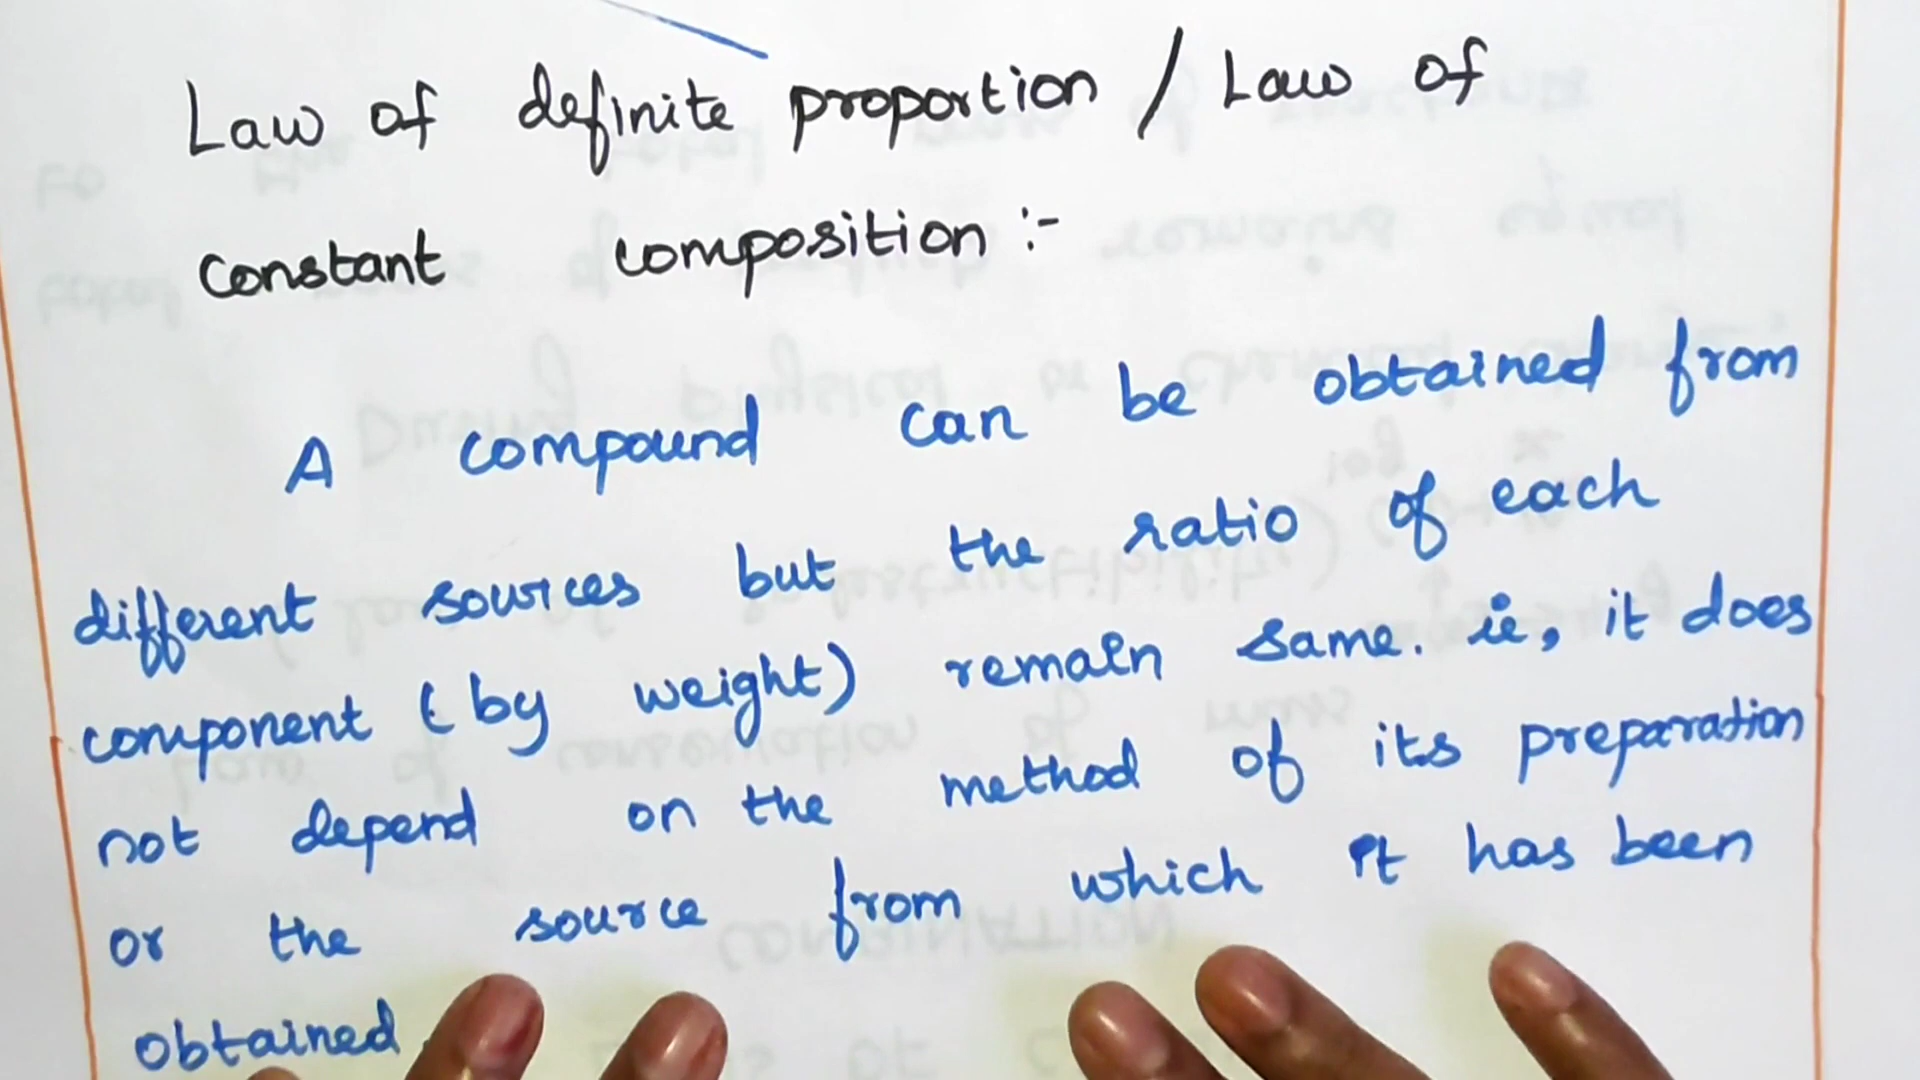 Law of definite proportion / Law of
constant composition :-
A compound can be obtained from
different sources but the ratio of each
component (by weight) remain same. ie, it does
not depend on the method of its preparation
or the source from which it has been
obtained